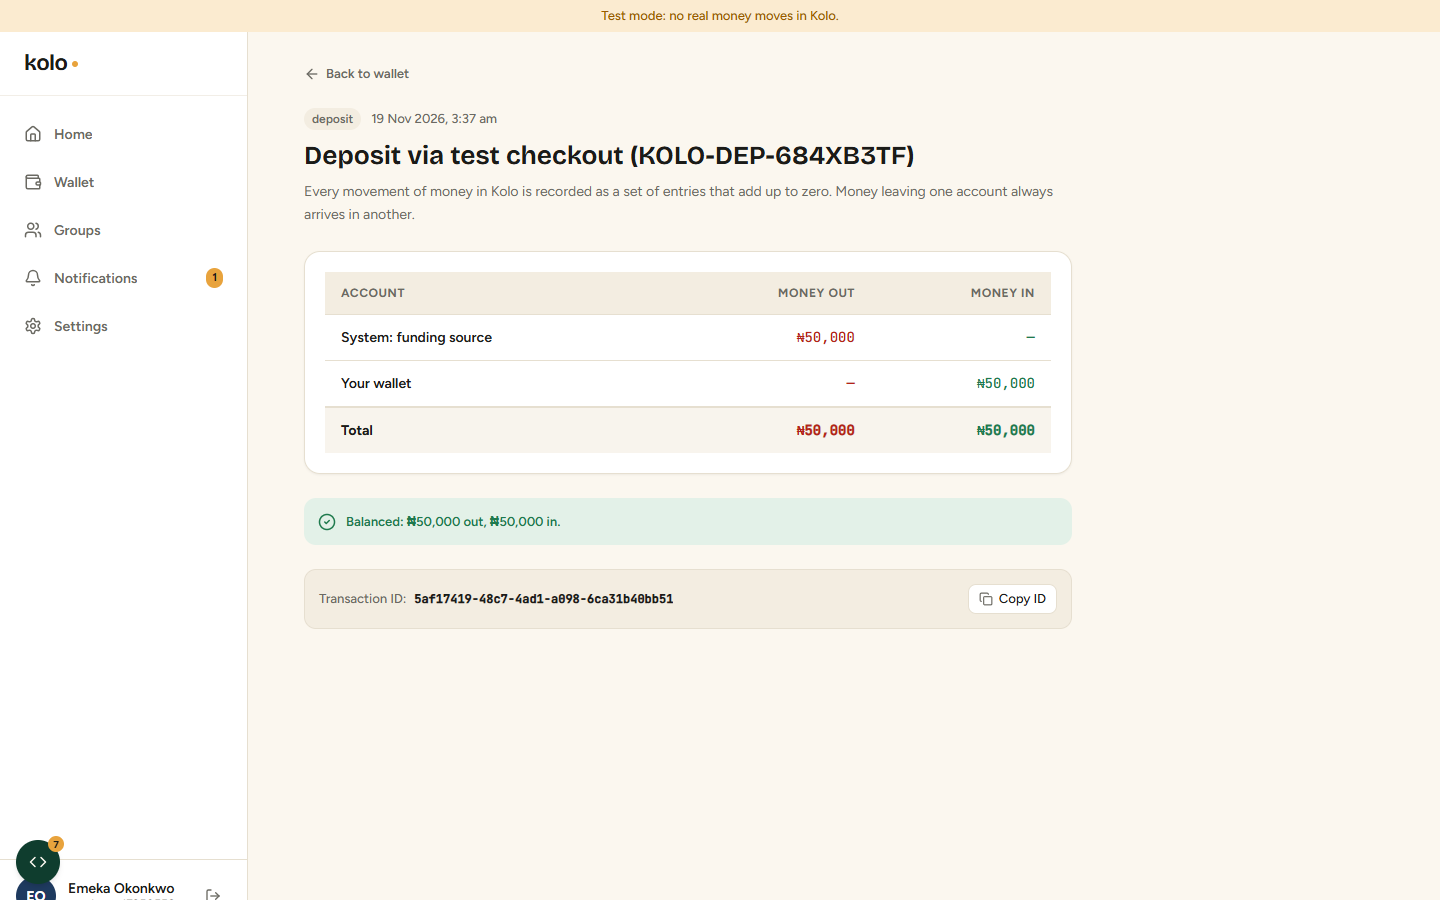 Test mode: no real money moves in Kolo.
kolo
Home
Wallet
Groups
Notifications 1
Settings
7
EO
Emeka Okonkwo
Back to wallet
deposit 19 Nov 2026, 3:37 am
Deposit via test checkout (KOLO-DEP-684XB3TF)
Every movement of money in Kolo is recorded as a set of entries that add up to zero. Money leaving one account always
arrives in another.
ACCOUNT MONEY OUT MONEY IN
System: funding source ₦50,000 –
Your wallet – ₦50,000
Total ₦50,000 ₦50,000
Balanced: ₦50,000 out, ₦50,000 in.
Transaction ID: 5af17419-48c7-4ad1-a098-6ca31b40bb51 Copy ID